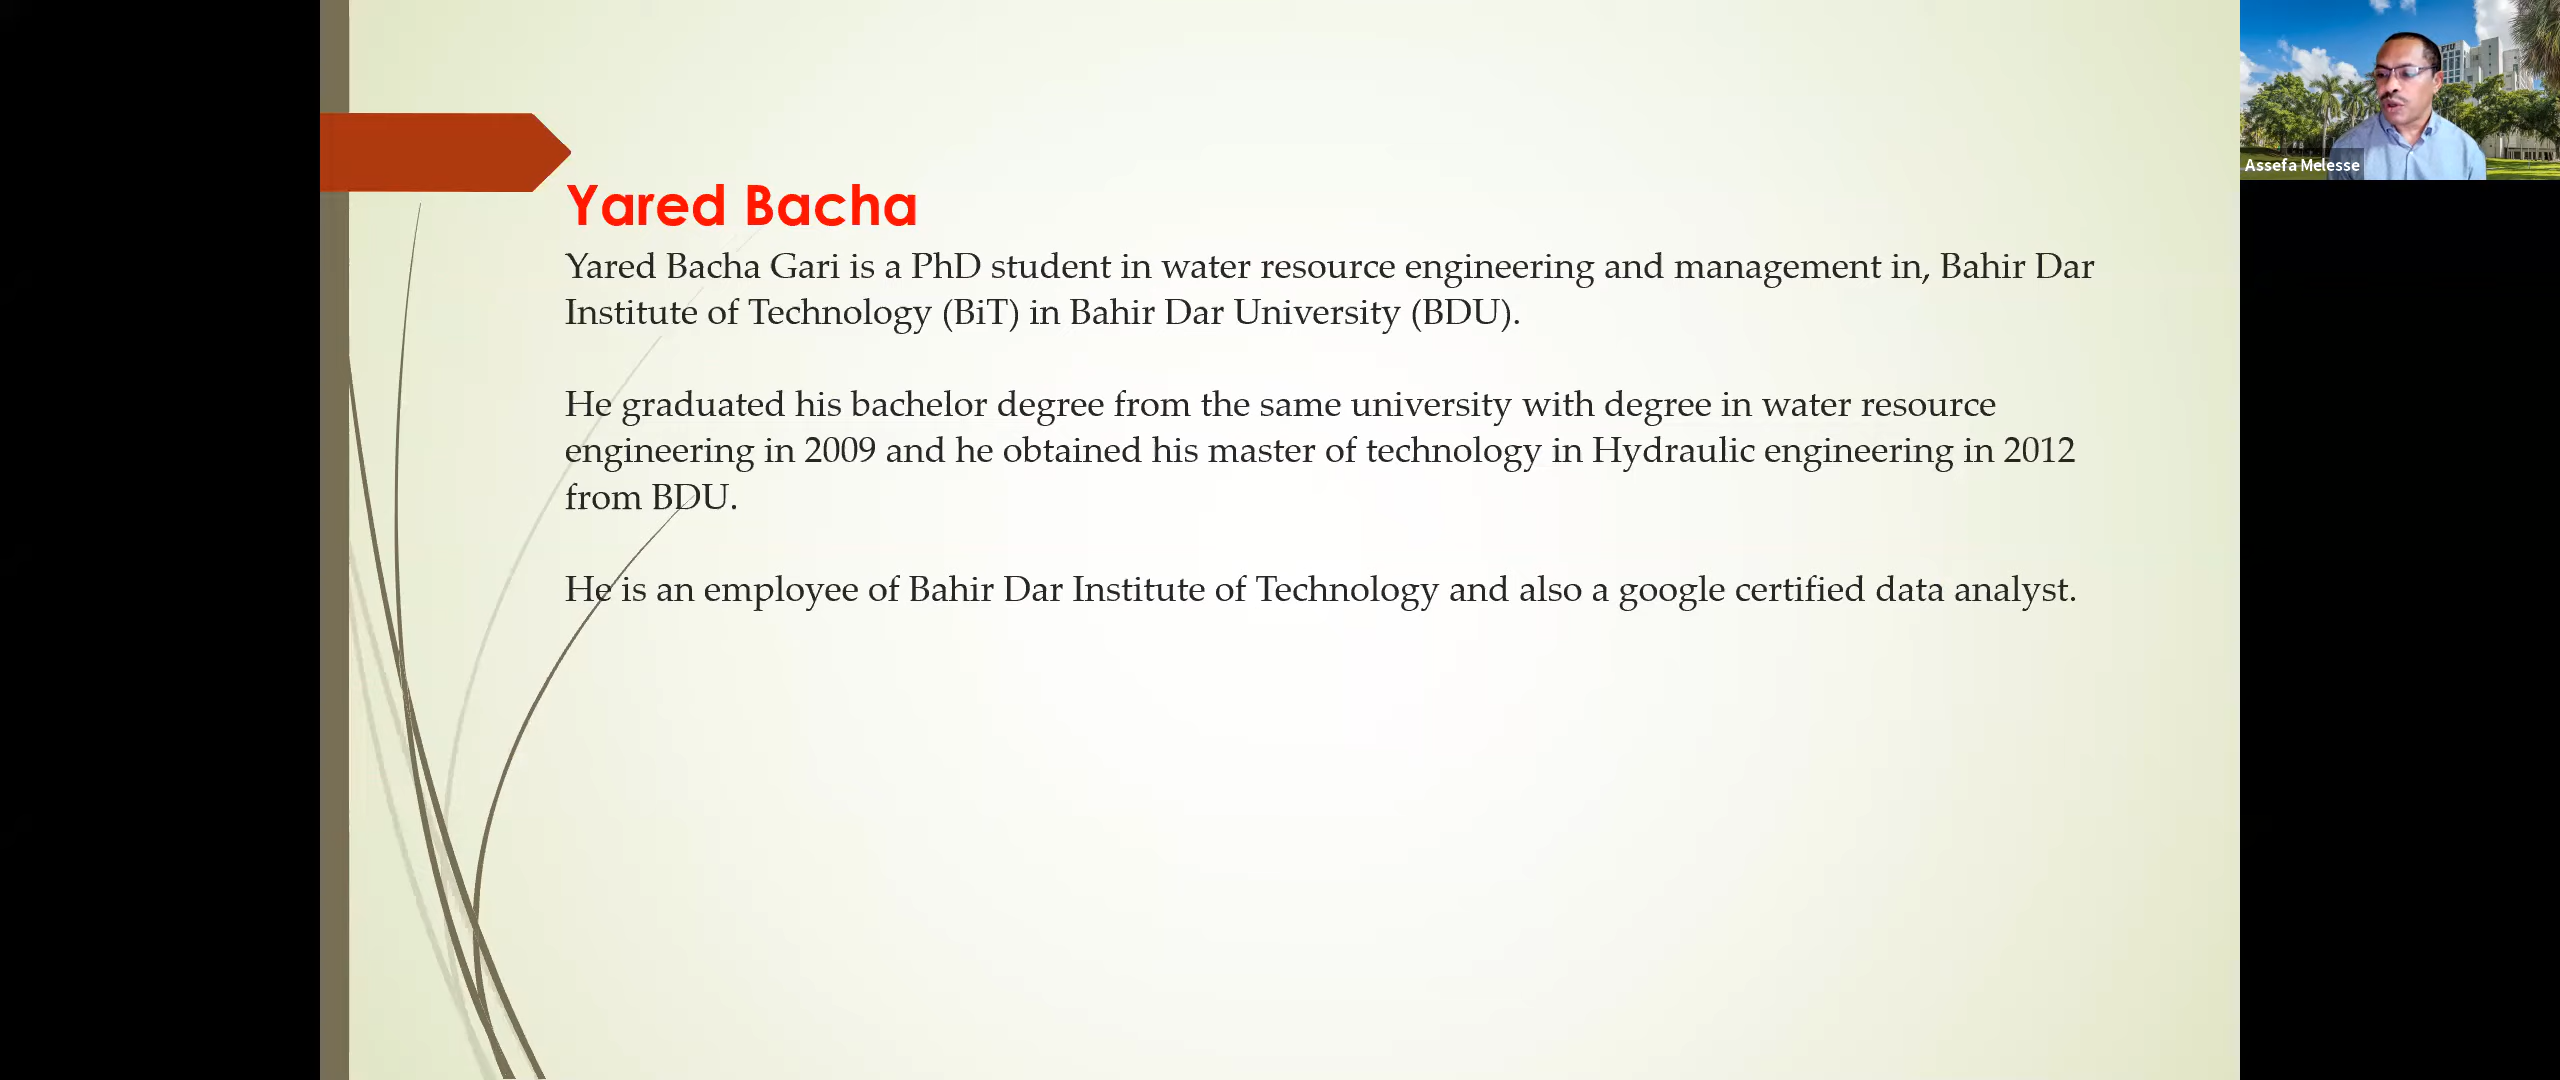 Yared Bacha
Yared Bacha Gari is a PhD student in water resource engineering and management in, Bahir Dar
Institute of Technology (BiT) in Bahir Dar University (BDU).
He graduated his bachelor degree from the same university with degree in water resource
engineering in 2009 and he obtained his master of technology in Hydraulic engineering in 2012
from BDU.
He is an employee of Bahir Dar Institute of Technology and also a google certified data analyst.
FIU
Assefa Melesse